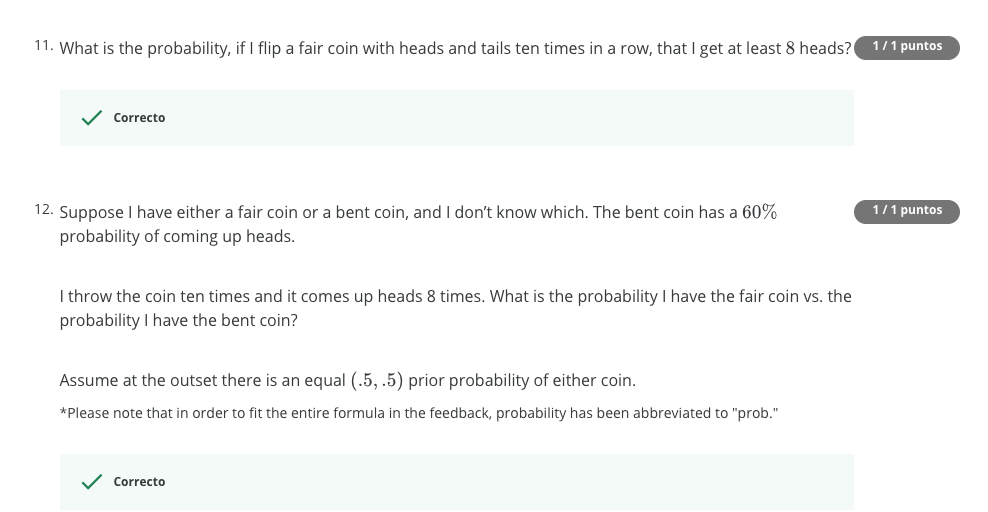 11. What is the probability, if I flip a fair coin with heads and tails ten times in a row, that I get at least 8 heads? 1 / 1 puntos
Correcto
12. Suppose I have either a fair coin or a bent coin, and I don’t know which. The bent coin has a 60% 1 / 1 puntos
probability of coming up heads.
I throw the coin ten times and it comes up heads 8 times. What is the probability I have the fair coin vs. the
probability I have the bent coin?
Assume at the outset there is an equal (.5, .5) prior probability of either coin.
*Please note that in order to fit the entire formula in the feedback, probability has been abbreviated to "prob."
Correcto